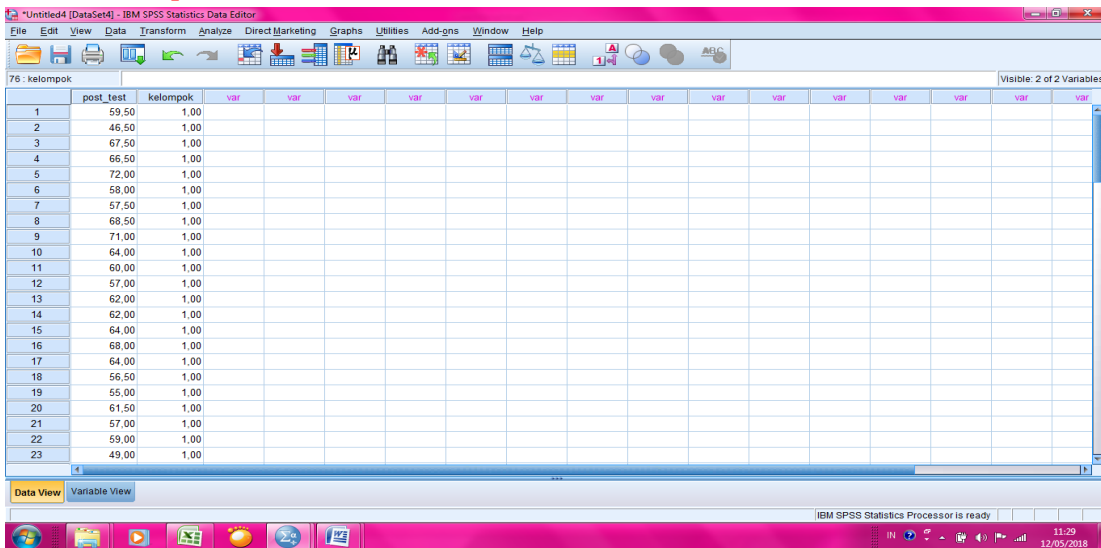 *Untitled4 [DataSet4] - IBM SPSS Statistics Data Editor
File Edit View Data Transform Analyze Direct Marketing Graphs Utilities Add-ons Window Help
76 : kelompok Visible: 2 of 2 Variables
post_test kelompok var var var var var var var var var var var var var var var
1 59,50 1,00
2 46,50 1,00
3 67,50 1,00
4 66,50 1,00
5 72,00 1,00
6 58,00 1,00
7 57,50 1,00
8 68,50 1,00
9 71,00 1,00
10 64,00 1,00
11 60,00 1,00
12 57,00 1,00
13 62,00 1,00
14 62,00 1,00
15 64,00 1,00
16 68,00 1,00
17 64,00 1,00
18 56,50 1,00
19 55,00 1,00
20 61,50 1,00
21 57,00 1,00
22 59,00 1,00
23 49,00 1,00
Data View Variable View
IBM SPSS Statistics Processor is ready
IN 11:29
12/05/2018